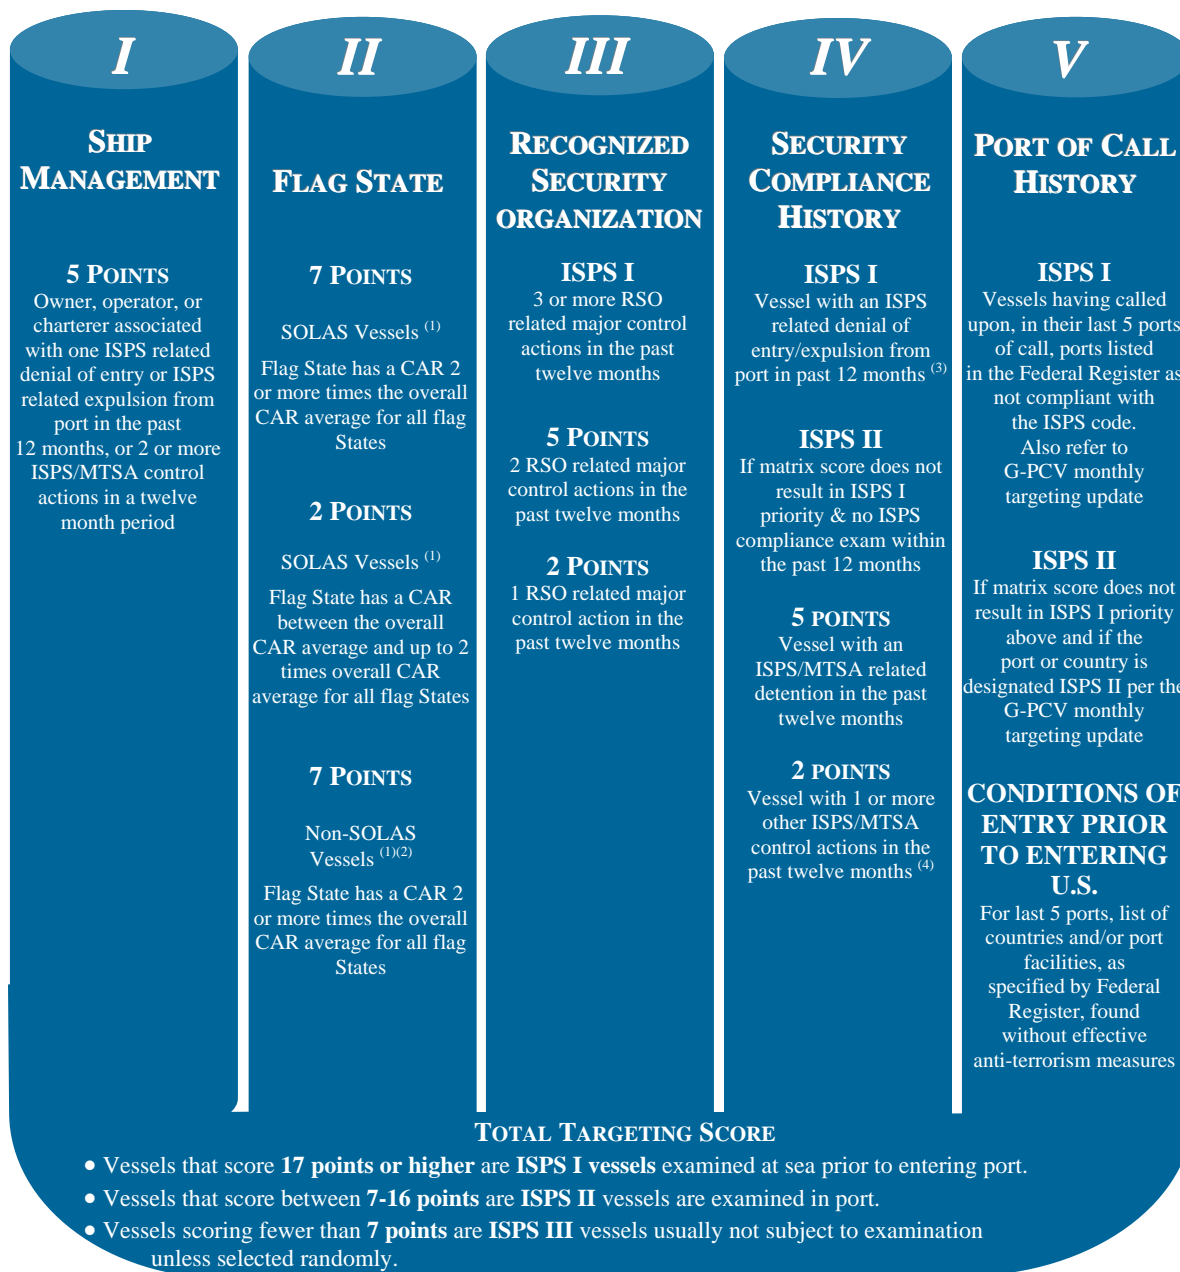 I
SHIP
MANAGEMENT
5 POINTS
Owner, operator, or
charterer associated
with one ISPS related
denial of entry or ISPS
related expulsion from
port in the past
12 months, or 2 or more
ISPS/MTSA control
actions in a twelve
month period
II
FLAG STATE
7 POINTS
SOLAS Vessels (1)
Flag State has a CAR 2
or more times the overall
CAR average for all flag
States
2 POINTS
SOLAS Vessels (1)
Flag State has a CAR
between the overall
CAR average and up to 2
times overall CAR
average for all flag States
7 POINTS
Non-SOLAS
Vessels (1)(2)
Flag State has a CAR 2
or more times the overall
CAR average for all flag
States
III
RECOGNIZED
SECURITY
ORGANIZATION
ISPS I
3 or more RSO
related major control
actions in the past
twelve months
5 POINTS
2 RSO related major
control actions in the
past twelve months
2 POINTS
1 RSO related major
control action in the
past twelve months
IV
SECURITY
COMPLIANCE
HISTORY
ISPS I
Vessel with an ISPS
related denial of
entry/expulsion from
port in past 12 months (3)
ISPS II
If matrix score does not
result in ISPS I
priority & no ISPS
compliance exam within
the past 12 months
5 POINTS
Vessel with an
ISPS/MTSA related
detention in the past
twelve months
2 POINTS
Vessel with 1 or more
other ISPS/MTSA
control actions in the
past twelve months (4)
V
PORT OF CALL
HISTORY
ISPS I
Vessels having called
upon, in their last 5 ports
of call, ports listed
in the Federal Register as
not compliant with
the ISPS code.
Also refer to
G-PCV monthly
targeting update
ISPS II
If matrix score does not
result in ISPS I priority
above and if the
port or country is
designated ISPS II per the
G-PCV monthly
targeting update
CONDITIONS OF
ENTRY PRIOR
TO ENTERING
U.S.
For last 5 ports, list of
countries and/or port
facilities, as
specified by Federal
Register, found
without effective
anti-terrorism measures
TOTAL TARGETING SCORE
• Vessels that score 17 points or higher are ISPS I vessels examined at sea prior to entering port.
• Vessels that score between 7-16 points are ISPS II vessels are examined in port.
• Vessels scoring fewer than 7 points are ISPS III vessels usually not subject to examination
unless selected randomly.